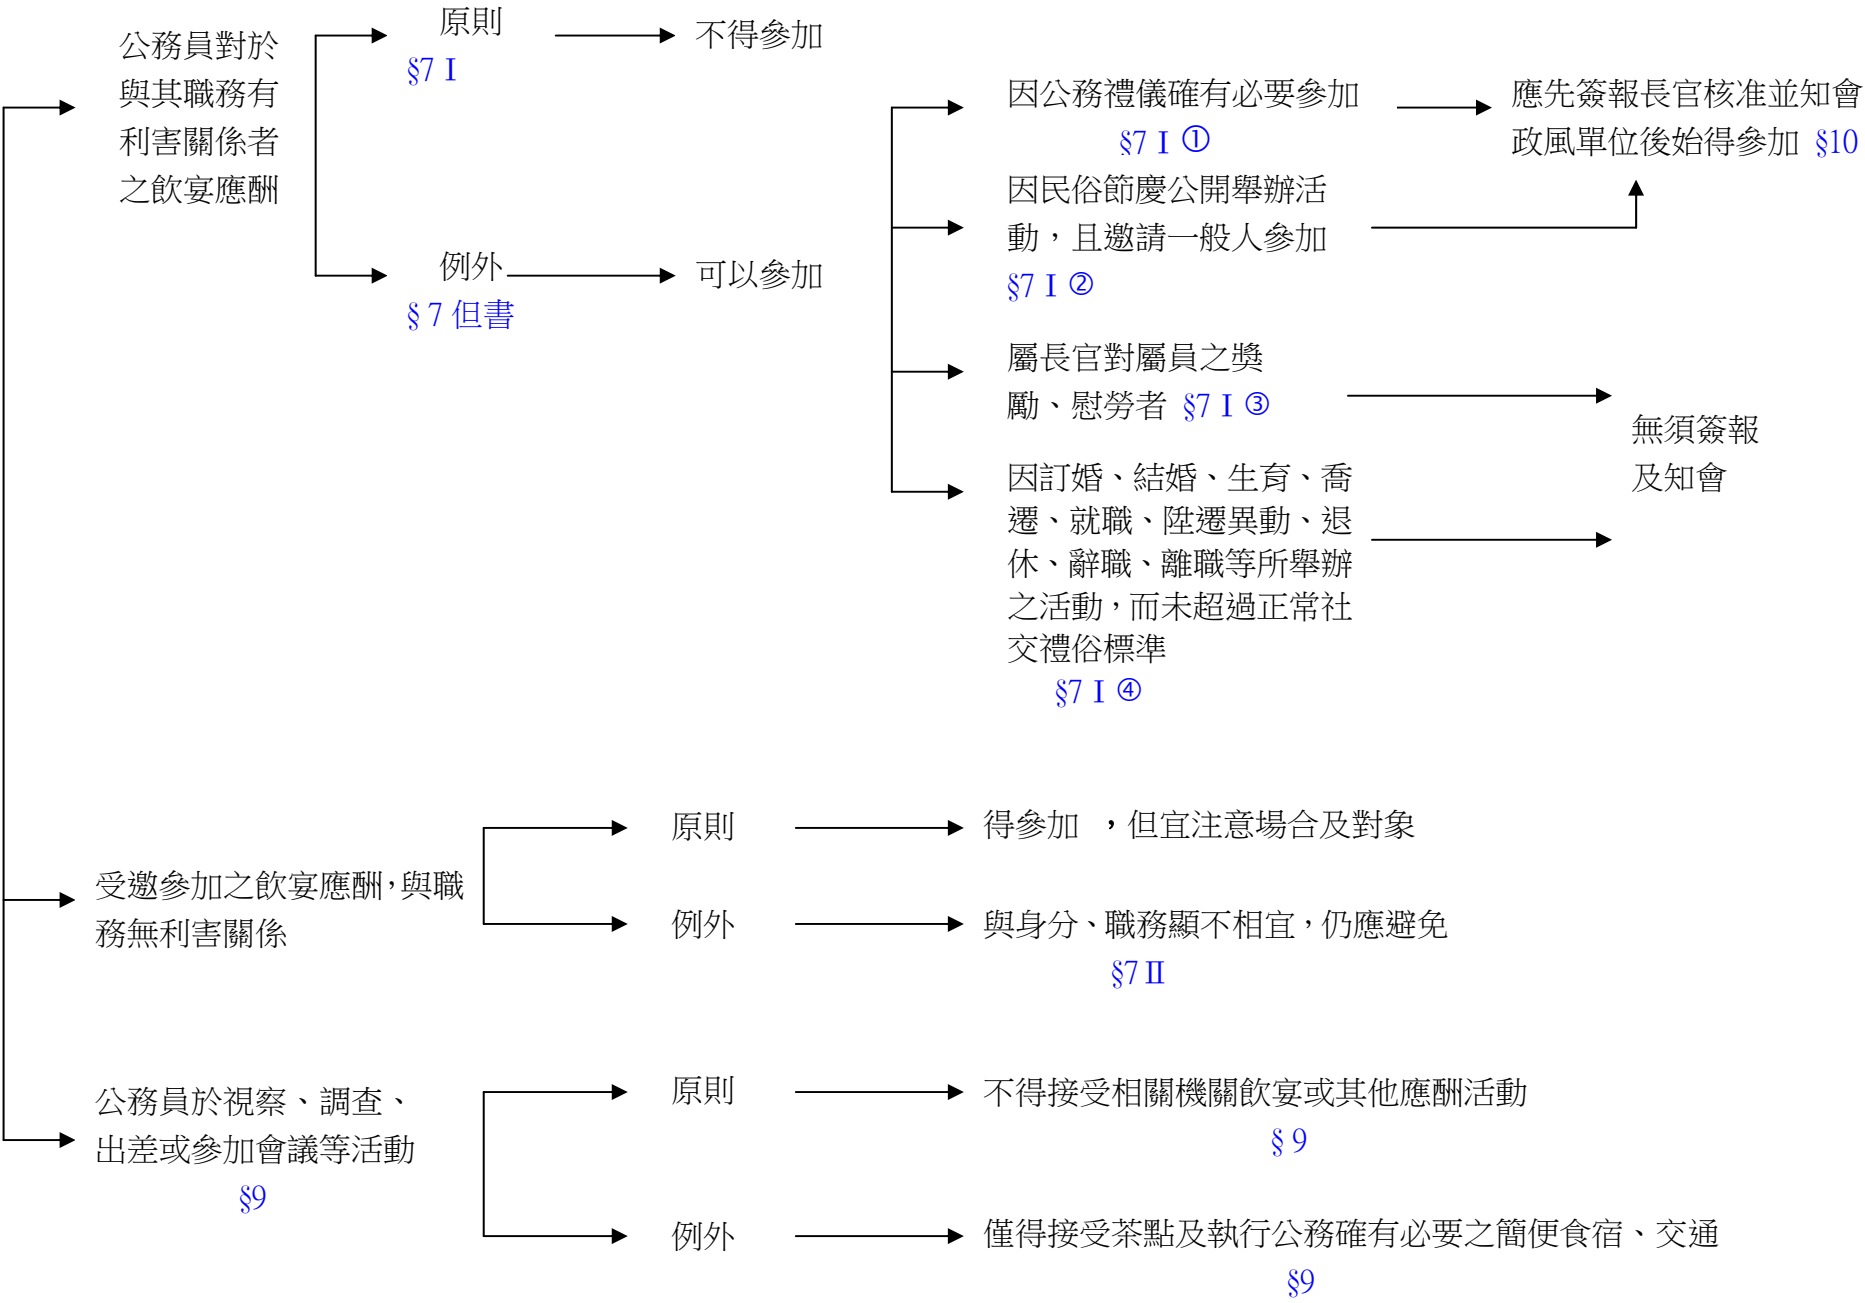 公務員對於
與其職務有
利害關係者
之飲宴應酬
原則
§7 I
不得參加
例外
§ 7 但書
可以參加
因公務禮儀確有必要參加
§7 I ①
應先簽報長官核准並知會
政風單位後始得參加 §10
因民俗節慶公開舉辦活
動，且邀請一般人參加
§7 I ②
屬長官對屬員之獎
勵、慰勞者 §7 I ③
無須簽報
及知會
因訂婚、結婚、生育、喬
遷、就職、陞遷異動、退
休、辭職、離職等所舉辦
之活動，而未超過正常社
交禮俗標準
§7 I ④
受邀參加之飲宴應酬，與職
務無利害關係
原則
得參加 ，但宜注意場合及對象
例外
與身分、職務顯不相宜，仍應避免
§7 II
公務員於視察、調查、
出差或參加會議等活動
§9
原則
不得接受相關機關飲宴或其他應酬活動
§ 9
例外
僅得接受茶點及執行公務確有必要之簡便食宿、交通
§9